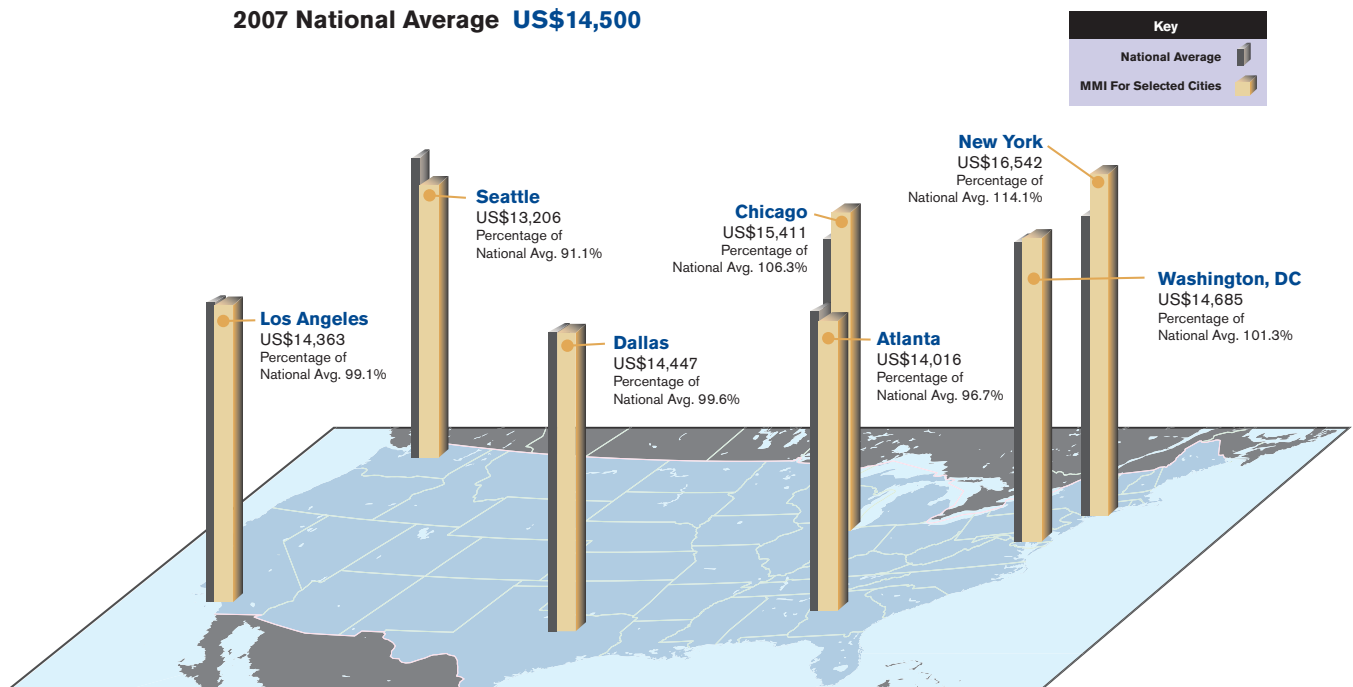 2007 National Average US$14,500
Key
National Average
MMI For Selected Cities
New York
US$16,542
Percentage of
National Avg. 114.1%
Seattle
US$13,206
Percentage of
National Avg. 91.1%
Chicago
US$15,411
Percentage of
National Avg. 106.3%
Washington, DC
US$14,685
Percentage of
National Avg. 101.3%
Los Angeles
US$14,363
Percentage of
National Avg. 99.1%
Dallas
US$14,447
Percentage of
National Avg. 99.6%
Atlanta
US$14,016
Percentage of
National Avg. 96.7%